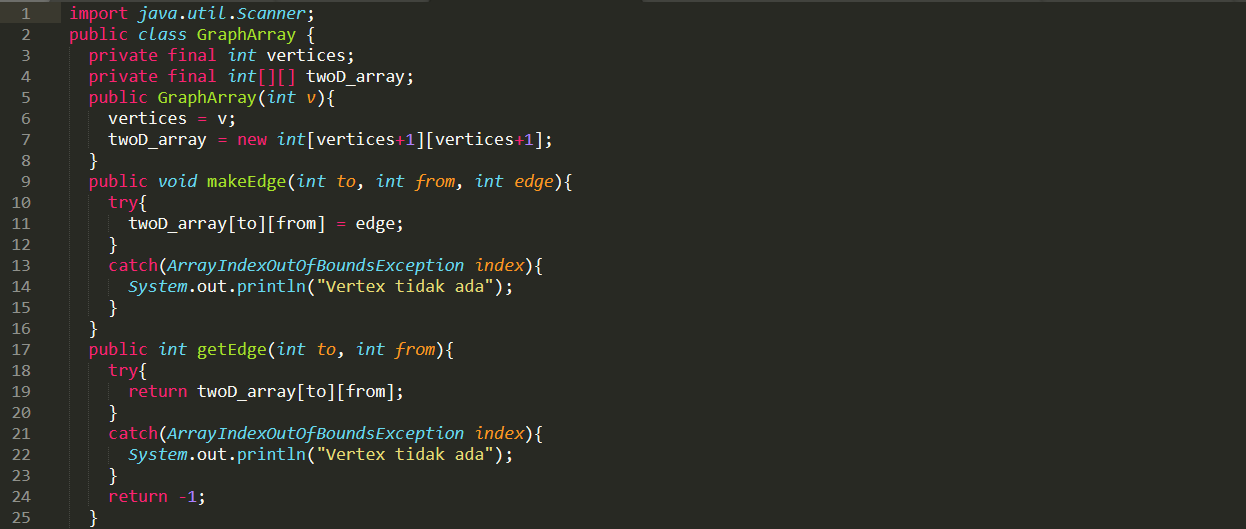 1 import java.util.Scanner;
2 public class GraphArray {
3 private final int vertices;
4 private final int[][] twoD_array;
5 public GraphArray(int v){
6 vertices = v;
7 twoD_array = new int[vertices+1][vertices+1];
8 }
9 public void makeEdge(int to, int from, int edge){
10 try{
11 twoD_array[to][from] = edge;
12 }
13 catch(ArrayIndexOutOfBoundsException index){
14 System.out.println("Vertex tidak ada");
15 }
16 }
17 public int getEdge(int to, int from){
18 try{
19 return twoD_array[to][from];
20 }
21 catch(ArrayIndexOutOfBoundsException index){
22 System.out.println("Vertex tidak ada");
23 }
24 return -1;
25 }